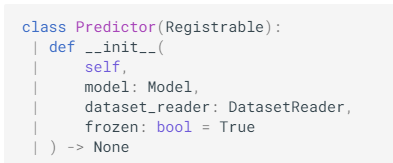 class Predictor(Registrable):
 | def __init__(
 |     self,
 |     model: Model,
 |     dataset_reader: DatasetReader,
 |     frozen: bool = True
 | ) -> None